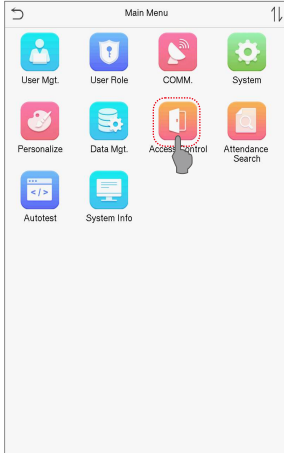 Main Menu
User Mgt.
User Role
COMM.
System
Personalize
Data Mgt.
Access Control
Attendance
Search
Autotest
System Info